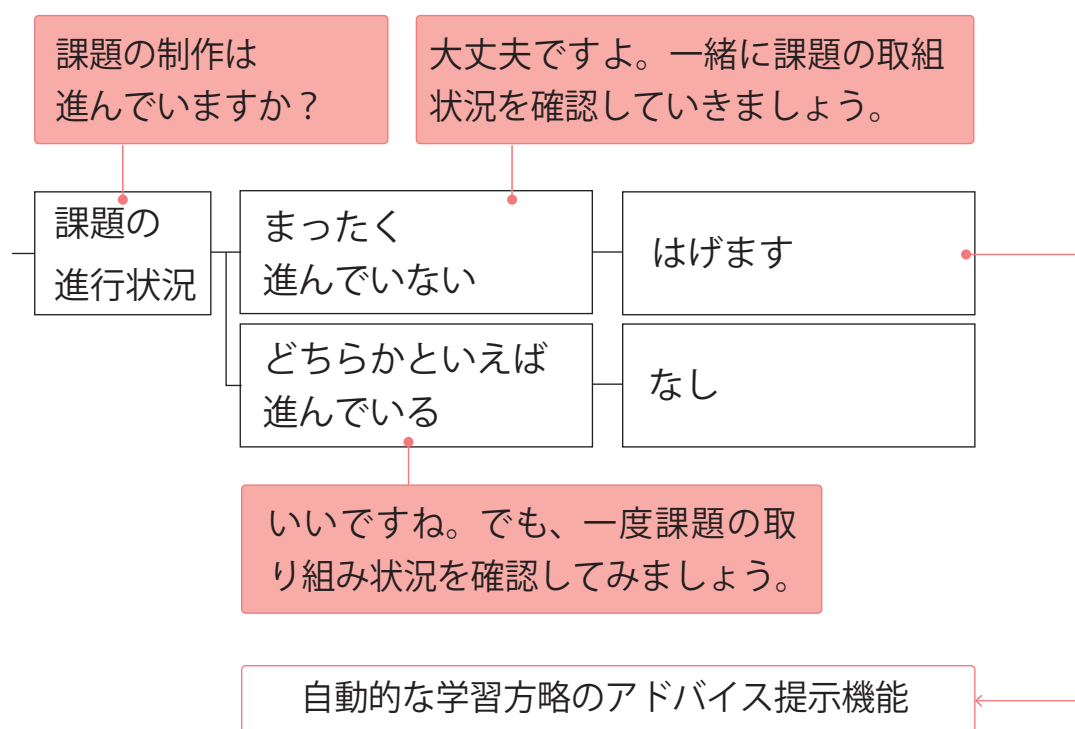 課題の制作は
進んでいますか？
大丈夫ですよ。一緒に課題の取組
状況を確認していきましょう。
課題の
進行状況
まったく
進んでいない
はげます
どちらかといえば
進んでいる
なし
いいですね。でも、一度課題の取
り組み状況を確認してみましょう。
自動的な学習方略のアドバイス提示機能